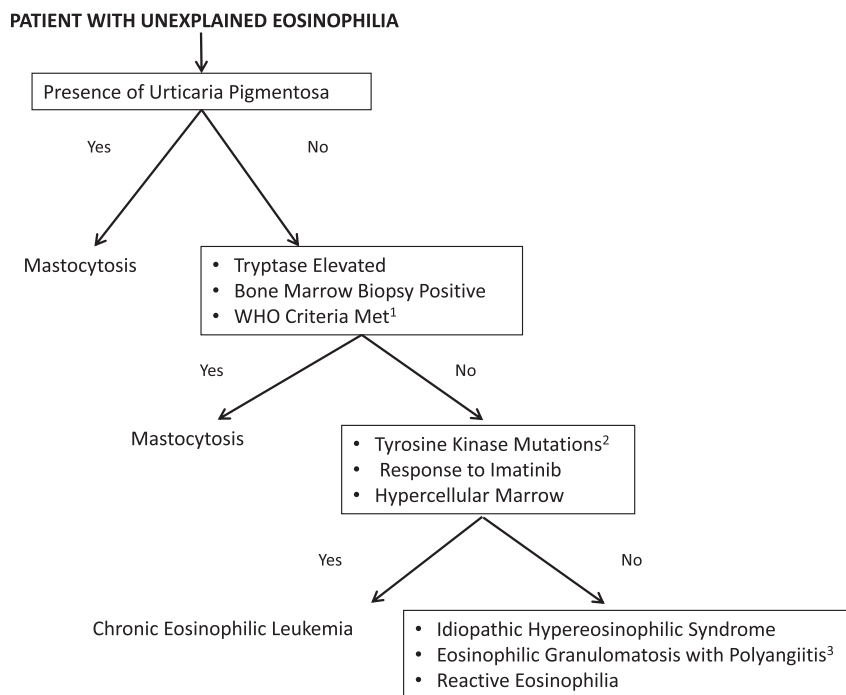 PATIENT WITH UNEXPLAINED EOSINOPHILIA
Presence of Urticaria Pigmentosa
Yes
No
Mastocytosis
• Tryptase Elevated
• Bone Marrow Biopsy Positive
• WHO Criteria Met¹
Yes
No
Mastocytosis
• Tyrosine Kinase Mutations²
• Response to Imatinib
• Hypercellular Marrow
Yes
No
Chronic Eosinophilic Leukemia
• Idiopathic Hypereosinophilic Syndrome
• Eosinophilic Granulomatosis with Polyangiitis³
• Reactive Eosinophilia